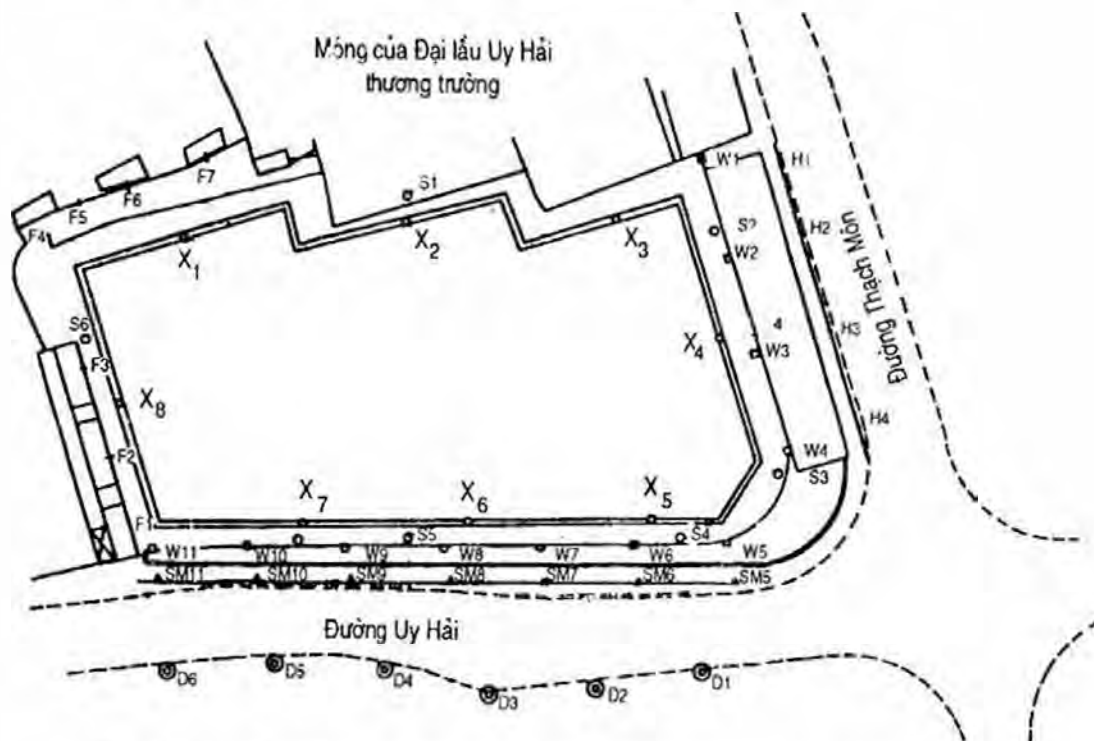 Móng của Đại lẩu Uy Hải
thương trường
F7
F6
F5
F4
S1
W1
H1
X1
X2
X3
S2
H2
W2
Đường Thạch Môn
S6
F3
X4
4
W3
H3
X8
H4
F2
W4
S3
X7
X6
X5
F1
S5
S4
W11
W10
W9
W8
W7
W6
W5
SM11
SM10
SM9
SM8
SM7
SM6
SM5
Đường Uy Hải
D6
D5
D4
D3
D2
D1